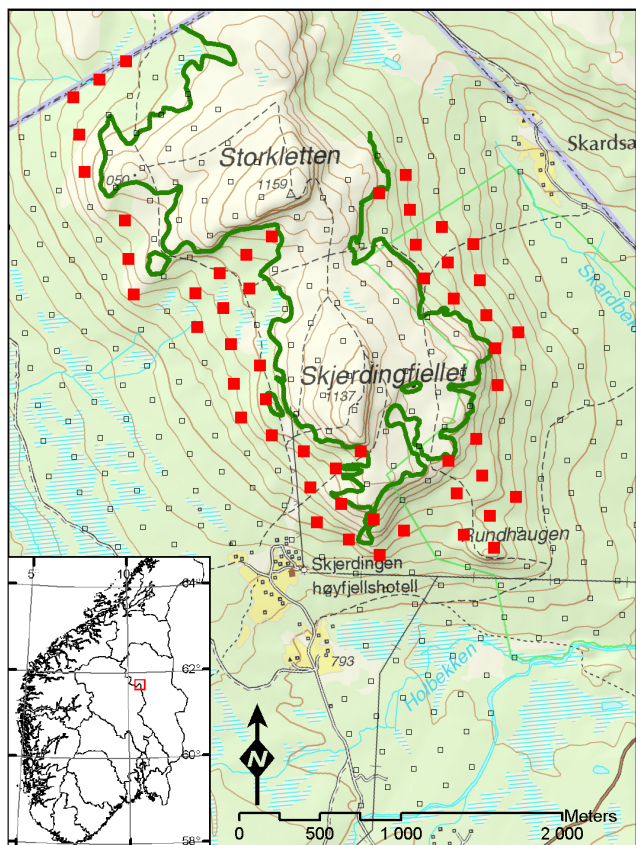 Skardsa
Storkletten
1159
050
Skardbe
Skjerdingfjellet
1137
Rundhaugen
Skjerdingen
høyfjellshotell
793
Holbekken
5
10
64°
62°
60°
58°
N
Meters
0
500
1 000
2 000